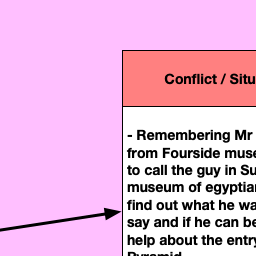 Conflict / Situ
- Remembering Mr
from Fourside muse
to call the guy in Su
museum of egyptia
find out what he wa
say and if he can be
help about the entry
Pyramid